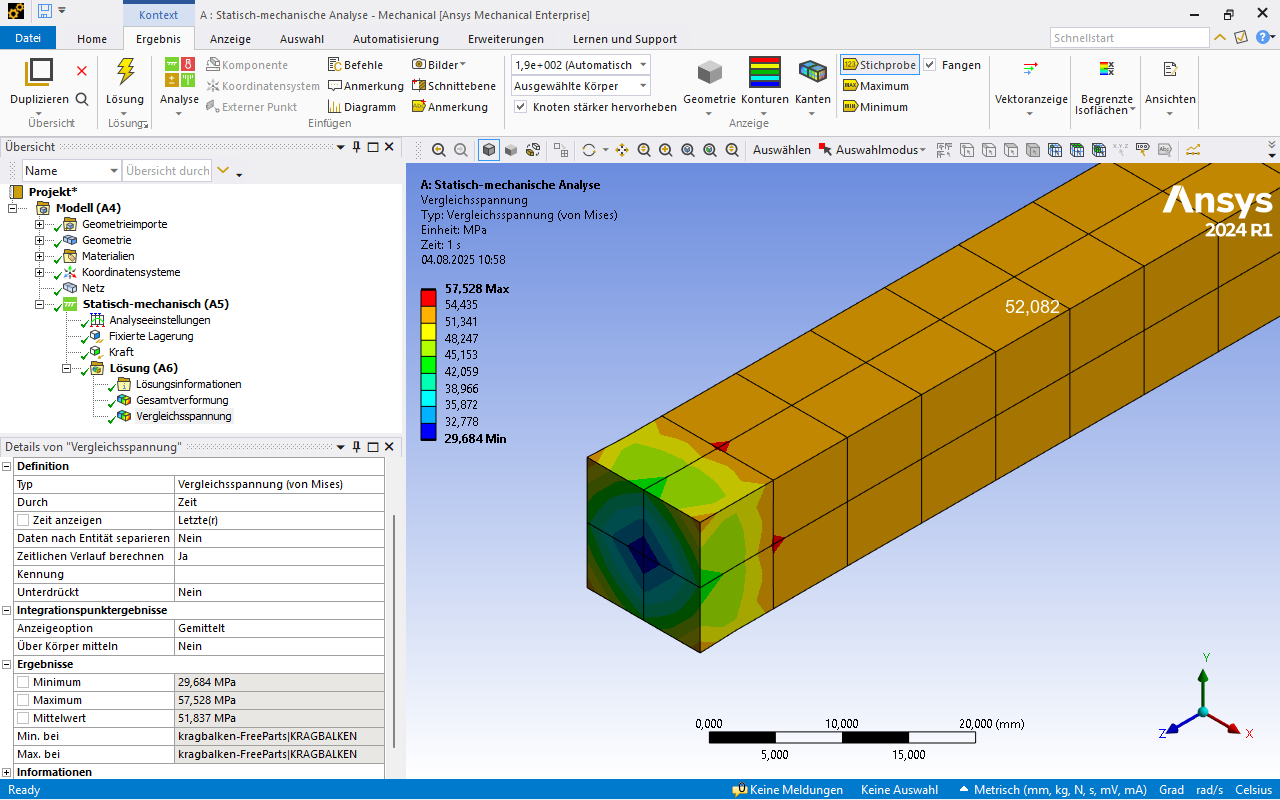 Kontext
A : Statisch-mechanische Analyse - Mechanical [Ansys Mechanical Enterprise]
Datei Home Ergebnis Anzeige Auswahl Automatisierung Erweiterungen Lernen und Support
Schnellstart
Duplizieren
Übersicht
Lösung
Lösung
Analyse
Komponente
Koordinatensystem
Externer Punkt
Befehle
Anmerkung
Diagramm
Bilder
Schnittebene
Anmerkung
Einfügen
1,9e+002 (Automatisch
Ausgewählte Körper
Knoten stärker hervorheben
Geometrie
Konturen
Kanten
Stichprobe
Fangen
Maximum
Minimum
Anzeige
Vektoranzeige
Begrenzte Isoflächen
Ansichten
Übersicht
Name
Übersicht durch
Auswählen
Auswahlmodus
Projekt*
Modell (A4)
Geometrieimporte
Geometrie
Materialien
Koordinatensysteme
Netz
Statisch-mechanisch (A5)
Analyseeinstellungen
Fixierte Lagerung
Kraft
Lösung (A6)
Lösungsinformationen
Gesamtverformung
Vergleichsspannung
Details von "Vergleichsspannung"
Definition
Typ Vergleichsspannung (von Mises)
Durch Zeit
Zeit anzeigen Letzte(r)
Daten nach Entität separieren Nein
Zeitlichen Verlauf berechnen Ja
Kennung
Unterdrückt Nein
Integrationspunktergebnisse
Anzeigeoption Gemittelt
Über Körper mitteln Nein
Ergebnisse
Minimum 29,684 MPa
Maximum 57,528 MPa
Mittelwert 51,837 MPa
Min. bei kragbalken-FreeParts|KRAGBALKEN
Max. bei kragbalken-FreeParts|KRAGBALKEN
Informationen
A: Statisch-mechanische Analyse
Vergleichsspannung
Typ: Vergleichsspannung (von Mises)
Einheit: MPa
Zeit: 1 s
04.08.2025 10:58
57,528 Max
54,435
51,341
48,247
45,153
42,059
38,966
35,872
32,778
29,684 Min
Ansys
2024 R1
52,082
0,000 10,000 20,000 (mm)
5,000 15,000
Y
Z
X
Ready
0
Keine Meldungen
Keine Auswahl
Metrisch (mm, kg, N, s, mV, mA)
Grad
rad/s
Celsius